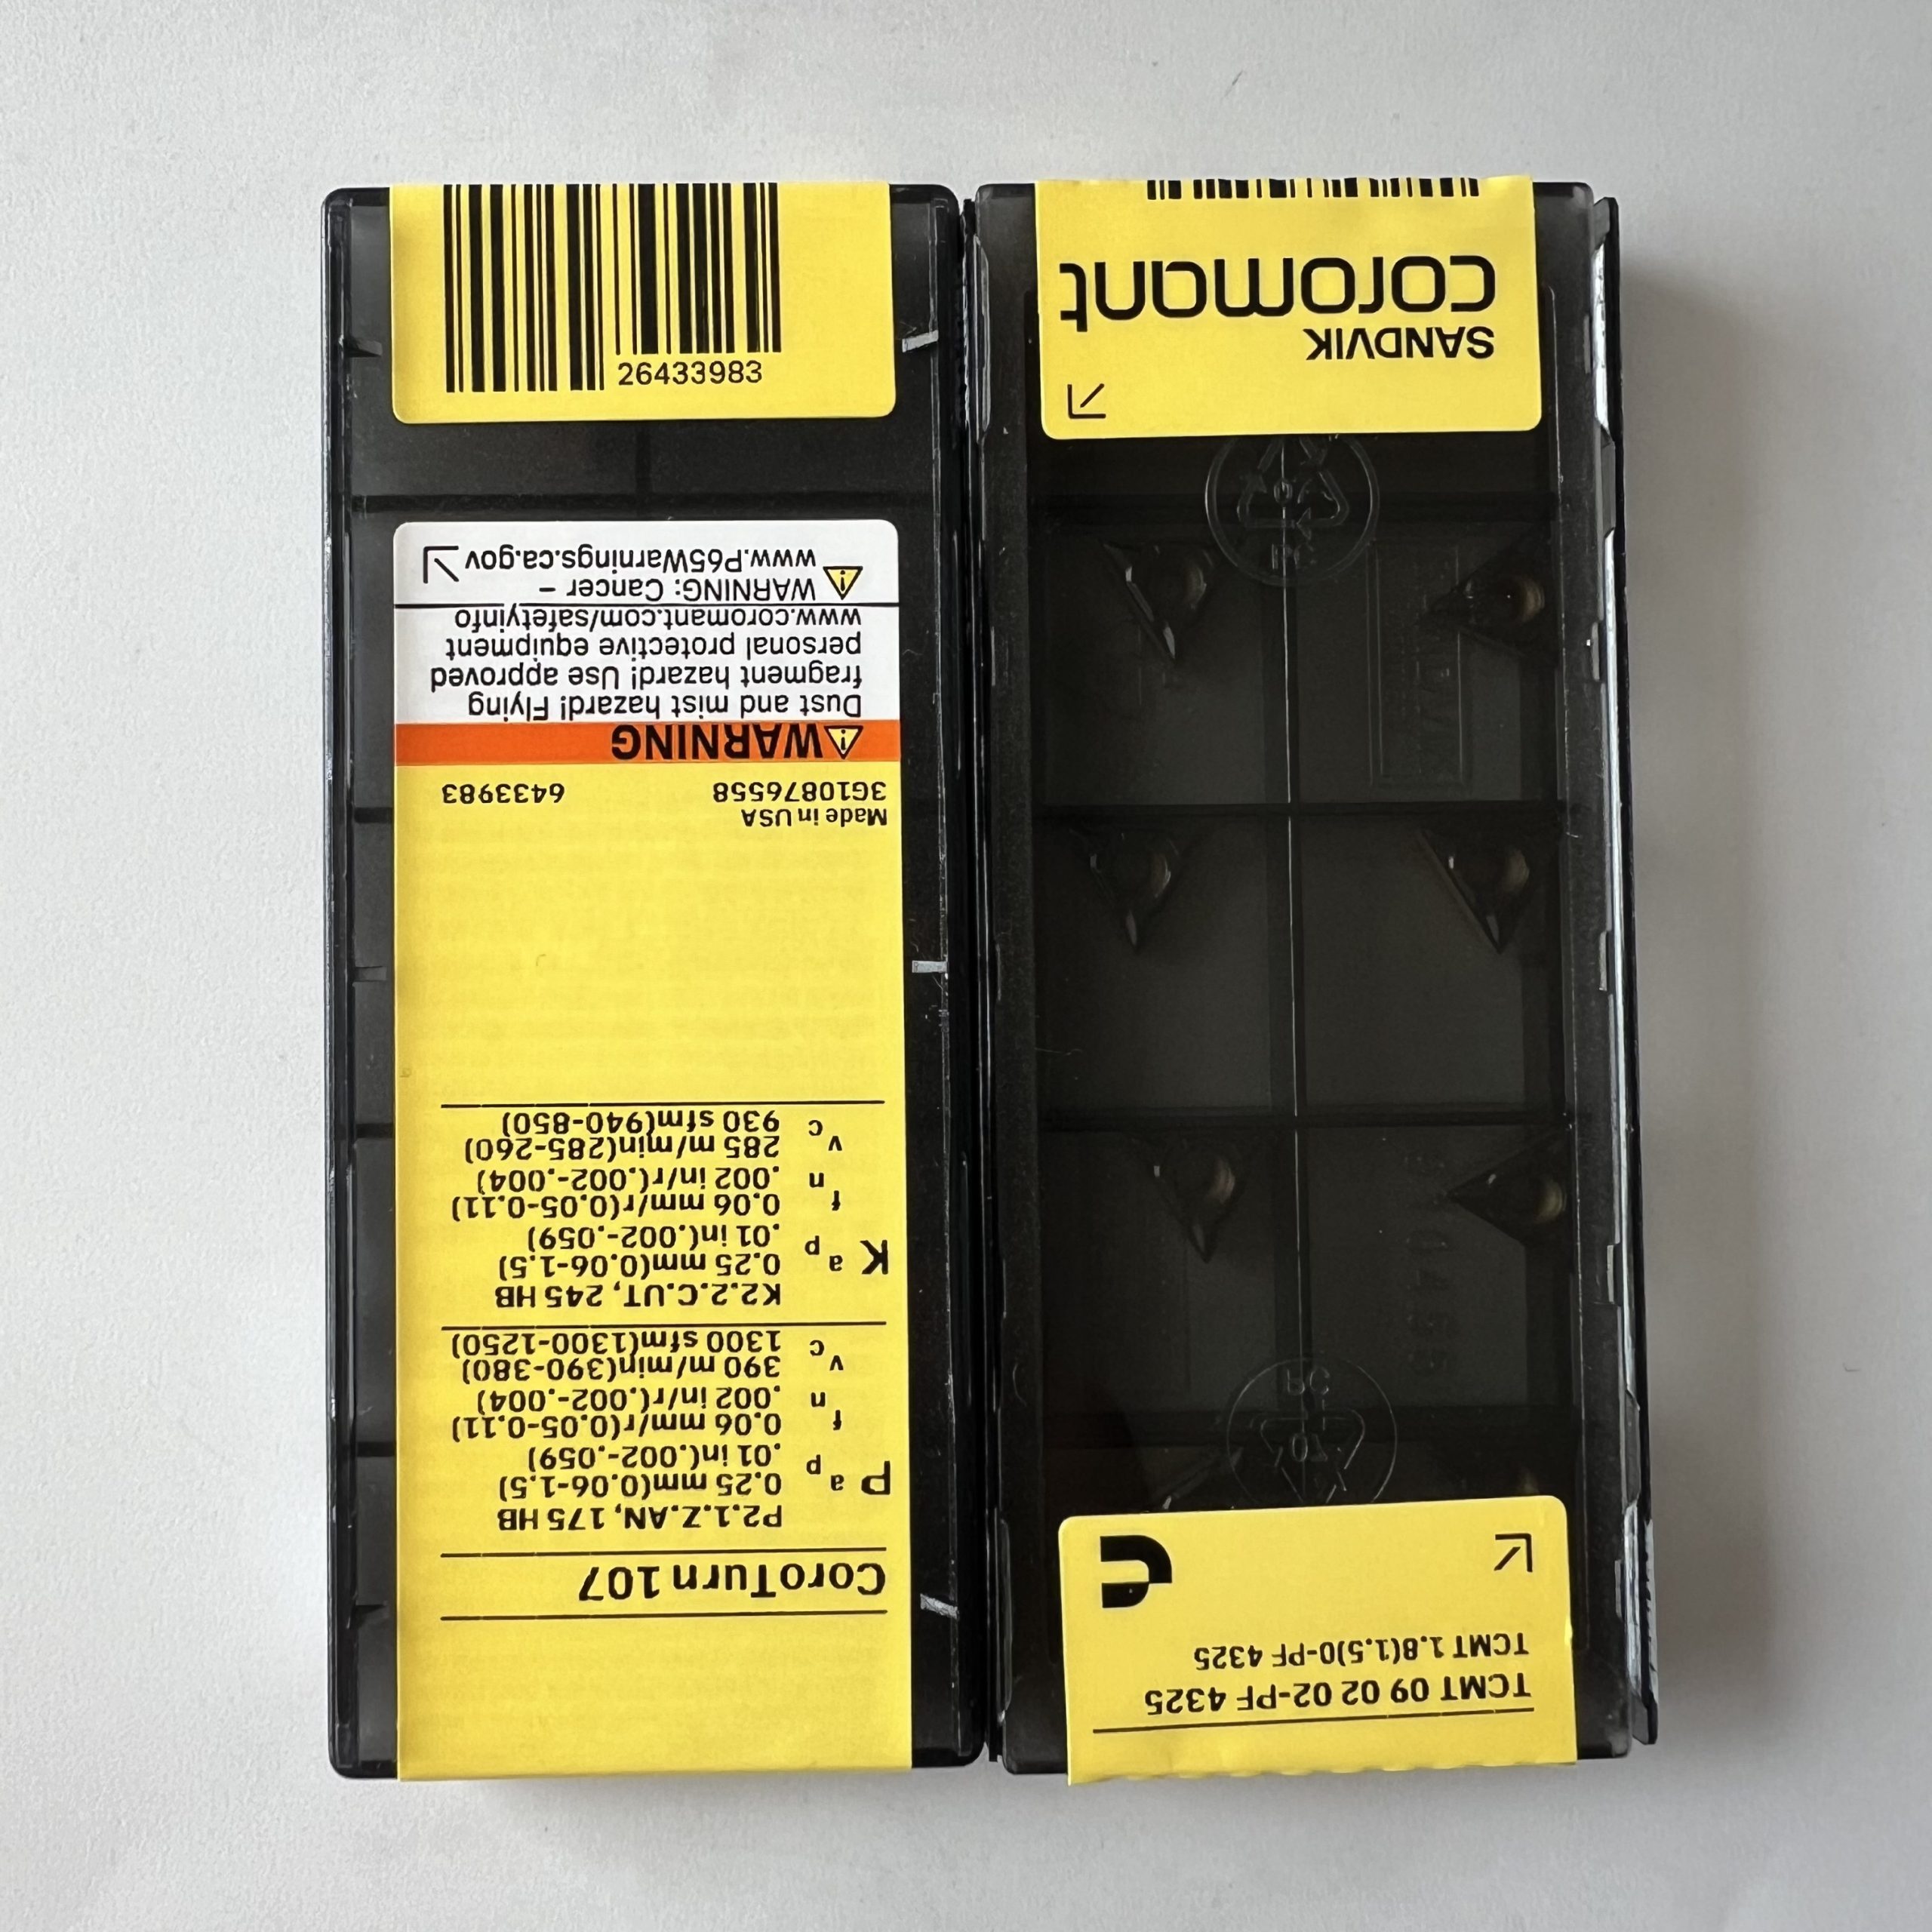 26433983
CoroTurn 107
P2.1.Z.AN, 175 HB
P ap 0.25 mm(0.06-1.5)
.01 in(.002-.059)
fn 0.06 mm/r(0.05-0.11)
.002 in/r(.002-.004)
vc 390 m/min(390-380)
1300 sfm(1300-1250)
K2.2.C.UT, 245 HB
K ap 0.25 mm(0.06-1.5)
.01 in(.002-.059)
fn 0.06 mm/r(0.05-0.11)
.002 in/r(.002-.004)
vc 285 m/min(285-260)
930 sfm(940-850)
Made in USA
3G10876558 6433983
WARNING
Dust and mist hazard! Flying
fragment hazard! Use approved
personal protective equipment
www.coromant.com/safetyinfo
WARNING: Cancer –
www.P65Warnings.ca.gov
TCMT 09 02 02-PF 4325
TCMT 1.8(1.5)0-PF 4325
PC
SANDVIK
coromant